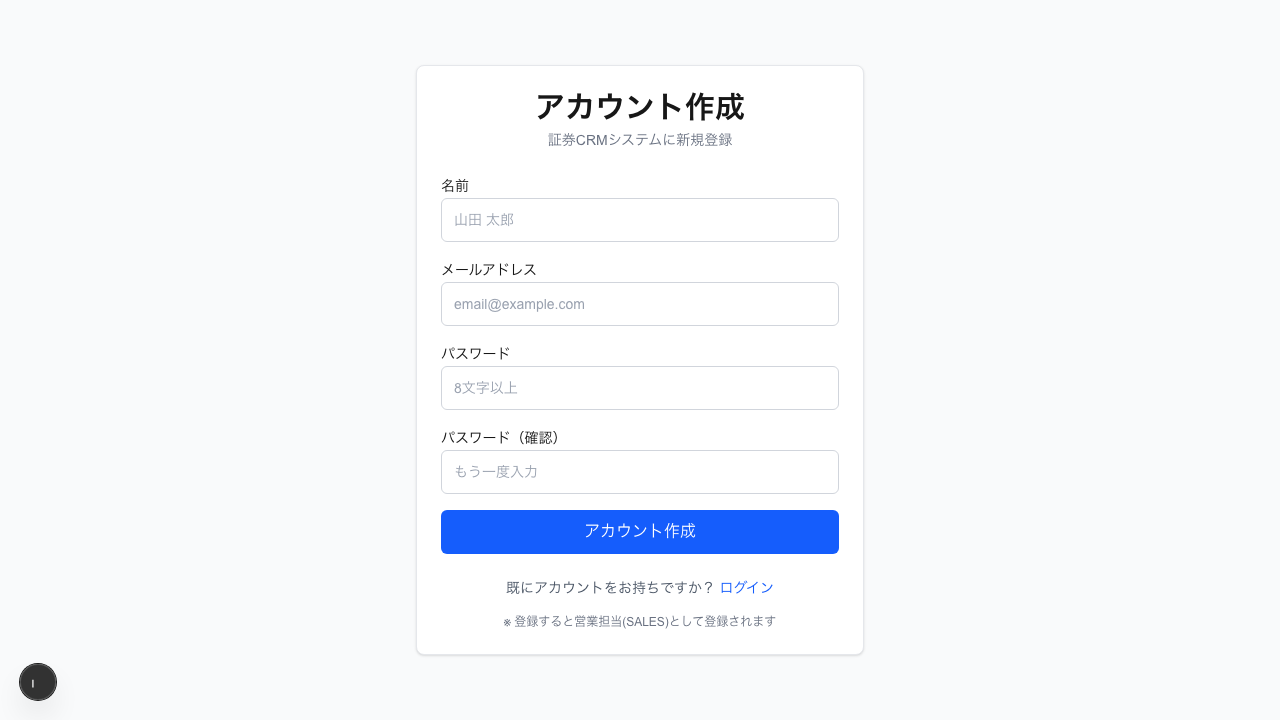 アカウント作成
証券CRMシステムに新規登録
名前
山田 太郎
メールアドレス
email@example.com
パスワード
8文字以上
パスワード（確認）
もう一度入力
アカウント作成
既にアカウントをお持ちですか？ ログイン
※ 登録すると営業担当(SALES)として登録されます